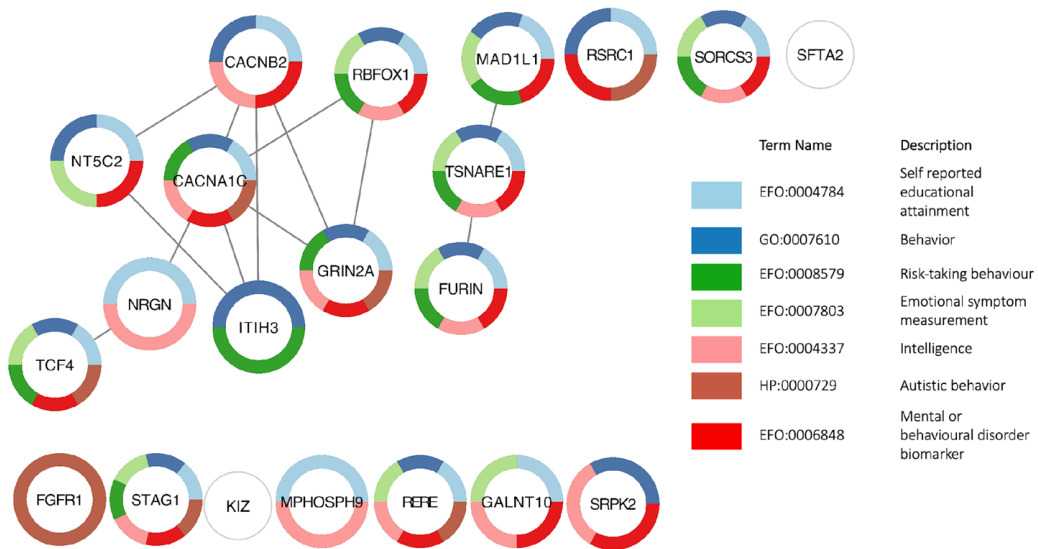 CACNB2
RBFOX1
MAD1L1
RSRC1
SORCS3
SFTA2
NT5C2
CACNA1C
TSNARE1
GRIN2A
FURIN
NRGN
ITIH3
TCF4
Term Name Description
EFO:0004784 Self reported
educational
attainment
GO:0007610 Behavior
EFO:0008579 Risk-taking behaviour
EFO:0007803 Emotional symptom
measurement
EFO:0004337 Intelligence
HP:0000729 Autistic behavior
EFO:0006848 Mental or
behavioural disorder
biomarker
FGFR1
STAG1
KIZ
MPHOSPH9
RERE
GALNT10
SRPK2